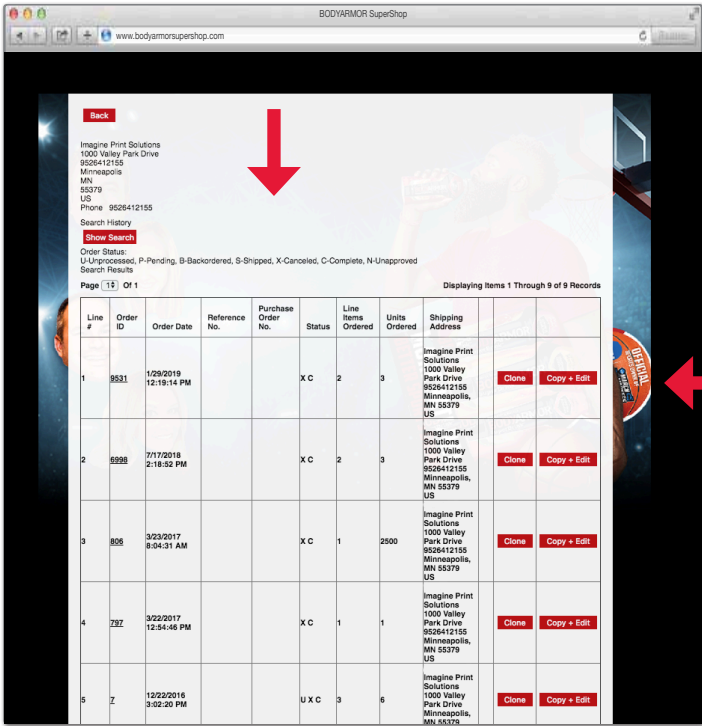 BODYARMOR SuperShop
www.bodyarmorsupershop.com
Back
Imagine Print Solutions
1000 Valley Park Drive
9526412155
Minneapolis
MN
55379
US
Phone 9526412155
Search History
Show Search
Order Status:
U-Unprocessed, P-Pending, B-Backordered, S-Shipped, X-Canceled, C-Complete, N-Unapproved
Search Results
Page 1 Of 1
Displaying Items 1 Through 9 of 9 Records
Line #
Order ID
Order Date
Reference No.
Purchase Order No.
Status
Line Items Ordered
Units Ordered
Shipping Address
1
9531
1/29/2019
12:19:14 PM
X C
2
3
Imagine Print
Solutions
1000 Valley
Park Drive
9526412155
Minneapolis,
MN 55379
US
Clone
Copy + Edit
2
6998
7/17/2018
2:18:52 PM
X C
2
3
Imagine Print
Solutions
1000 Valley
Park Drive
9526412155
Minneapolis,
MN 55379
US
Clone
Copy + Edit
3
806
3/23/2017
8:04:31 AM
X C
1
2500
Imagine Print
Solutions
1000 Valley
Park Drive
9526412155
Minneapolis,
MN 55379
US
Clone
Copy + Edit
4
797
3/22/2017
12:54:46 PM
X C
1
1
Imagine Print
Solutions
1000 Valley
Park Drive
9526412155
Minneapolis,
MN 55379
US
Clone
Copy + Edit
5
7
12/22/2016
3:02:20 PM
U X C
3
6
Imagine Print
Solutions
1000 Valley
Park Drive
Minneapolis,
MN 55379
Clone
Copy + Edit
OFFICIAL